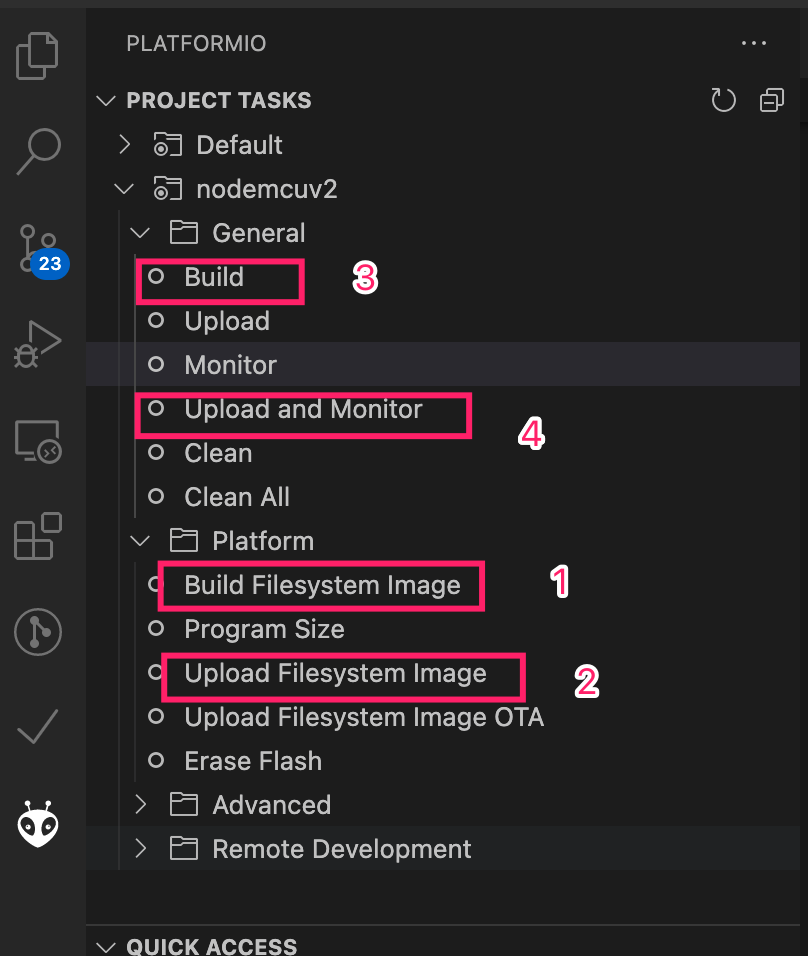 PLATFORMIO
PROJECT TASKS
Default
nodemcuv2
General
Build 3
23
Upload
Monitor
Upload and Monitor
4
Clean
Clean All
Platform
Build Filesystem Image 1
Program Size
Upload Filesystem Image 2
Upload Filesystem Image OTA
Erase Flash
Advanced
Remote Development
QUICK ACCESS